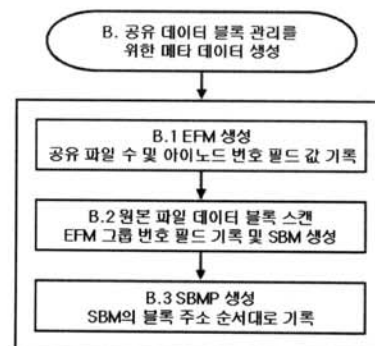 B. 공유 데이터 블록 관리를
위한 메타 데이터 생성
B.1 EFM 생성
공유 파일 수 및 아이노드 번호 필드 값 기록
B.2 원본 파일 데이터 블록 스캔
EFM 그룹 번호 필드 기록 및 SBM 생성
B.3 SBMP 생성
SBM의 블록 주소 순서대로 기록